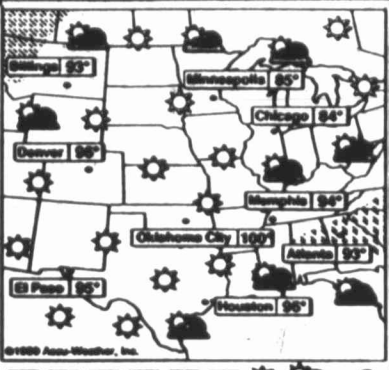 Billings 93°
Minneapolis 85°
Chicago 84°
Denver 96°
Memphis 94°
Oklahoma City 100°
Atlanta 93°
El Paso 95°
Houston 96°
Accu-Weather, Inc.